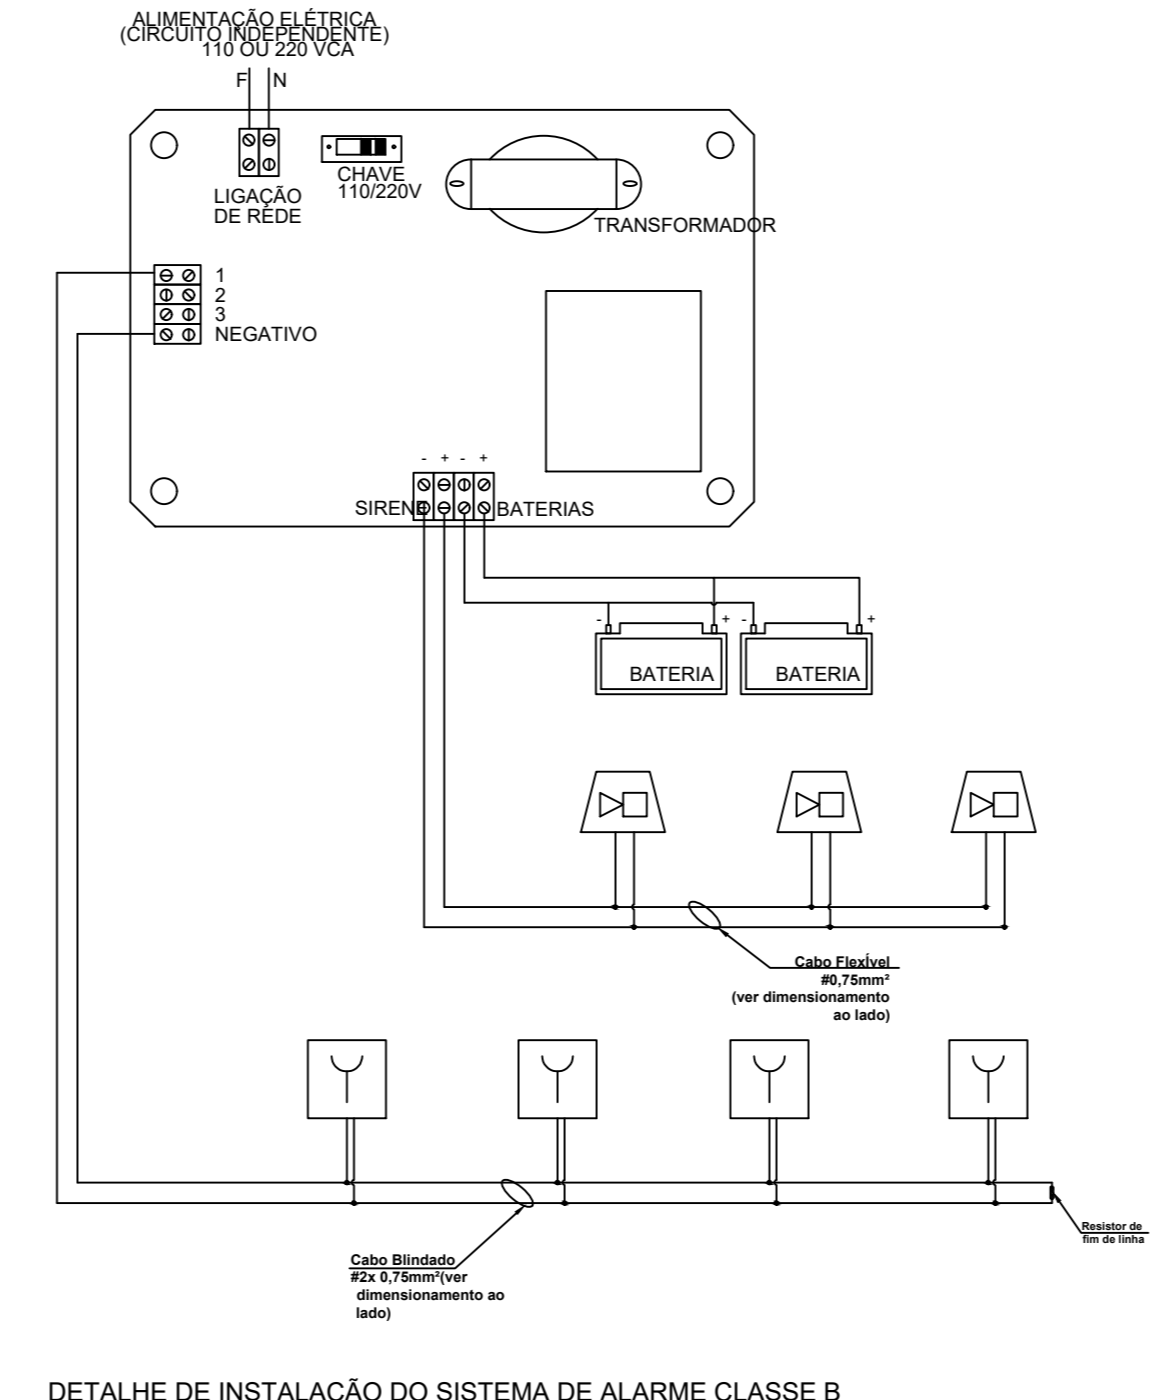 ALIMENTAÇÃO ELÉTRICA
(CIRCUITO INDEPENDENTE)
110 OU 220 VCA
F N
CHAVE
110/220V
LIGAÇÃO
DE REDE
TRANSFORMADOR
1
2
3
NEGATIVO
- + - +
SIRENE
BATERIAS
- + - +
BATERIA
BATERIA
Cabo FlexÍvel
#0,75mm²
(ver dimensionamento
ao lado)
Resistor de
fim de linha
Cabo Blindado
#2x 0,75mm²(ver
dimensionamento ao
lado)
DETALHE DE INSTALAÇÃO DO SISTEMA DE ALARME CLASSE B